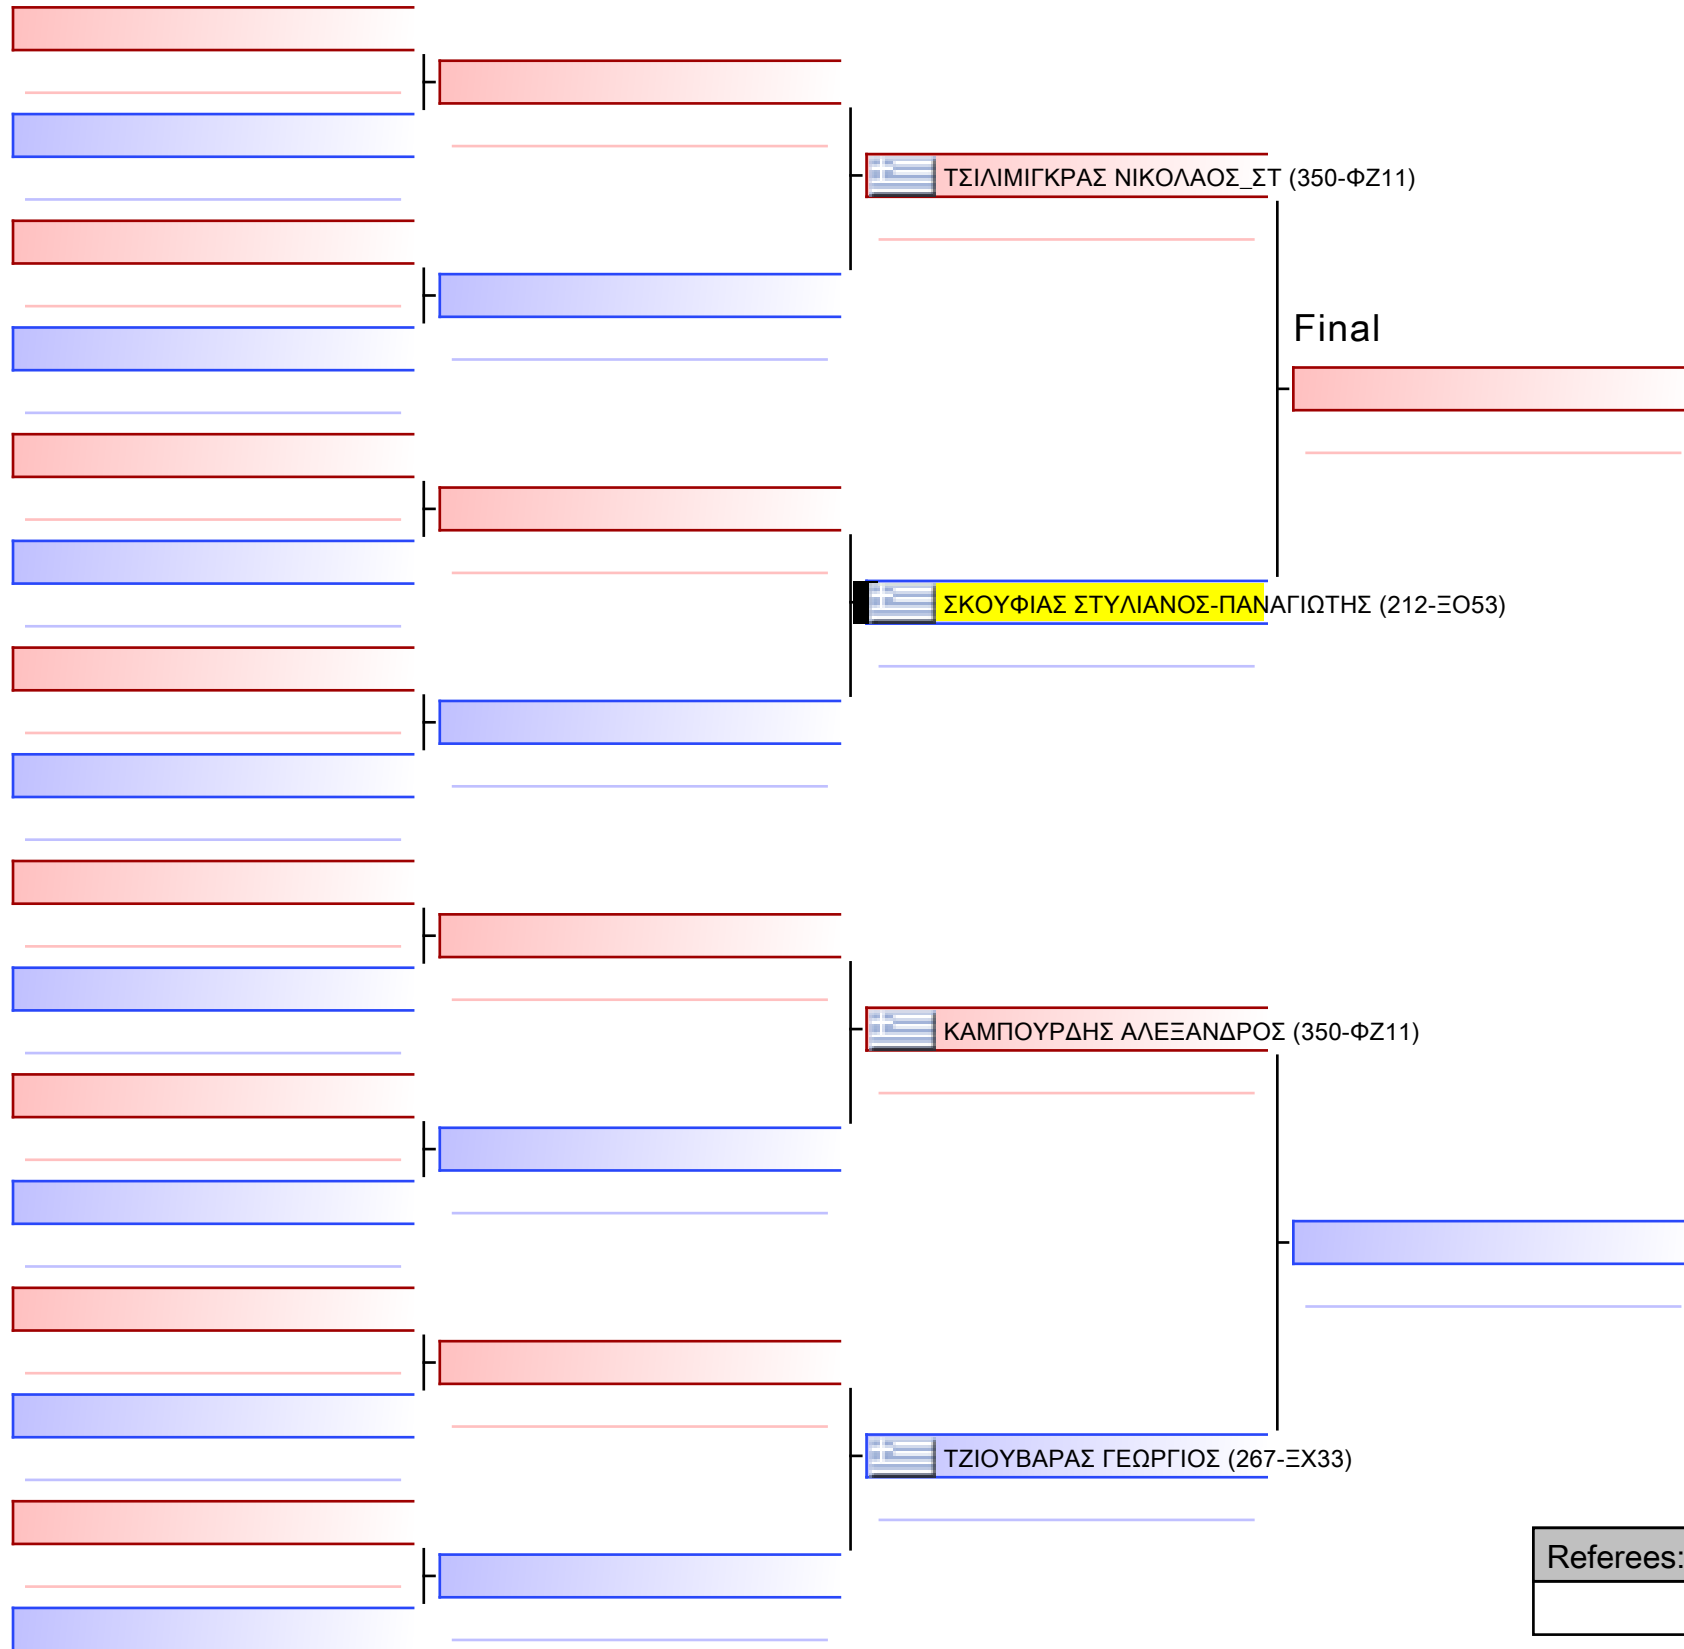 ΤΣΙΛΙΜΙΓΚΡΑΣ ΝΙΚΟΛΑΟΣ_ΣΤ (350-ΦΖ11)
Final
ΣΚΟΥΦΙΑΣ ΣΤΥΛΙΑΝΟΣ-ΠΑΝΑΓΙΩΤΗΣ (212-ΞΟ53)
ΚΑΜΠΟΥΡΔΗΣ ΑΛΕΞΑΝΔΡΟΣ (350-ΦΖ11)
ΤΖΙΟΥΒΑΡΑΣ ΓΕΩΡΓΙΟΣ (267-ΞΧ33)
Referees: